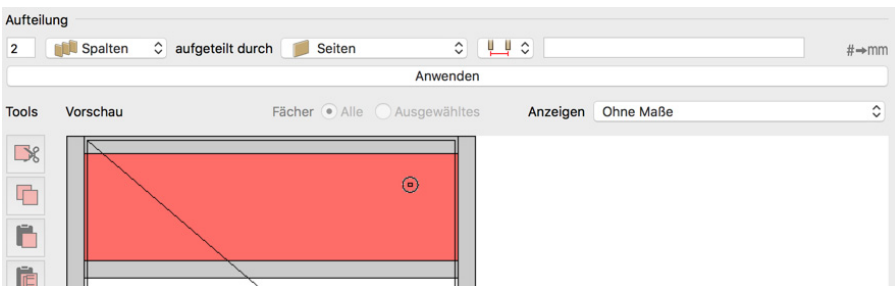 Aufteilung
2 Spalten aufgeteilt durch Seiten #➔mm
Anwenden
Tools Vorschau Fächer Alle Ausgewähltes Anzeigen Ohne Maße